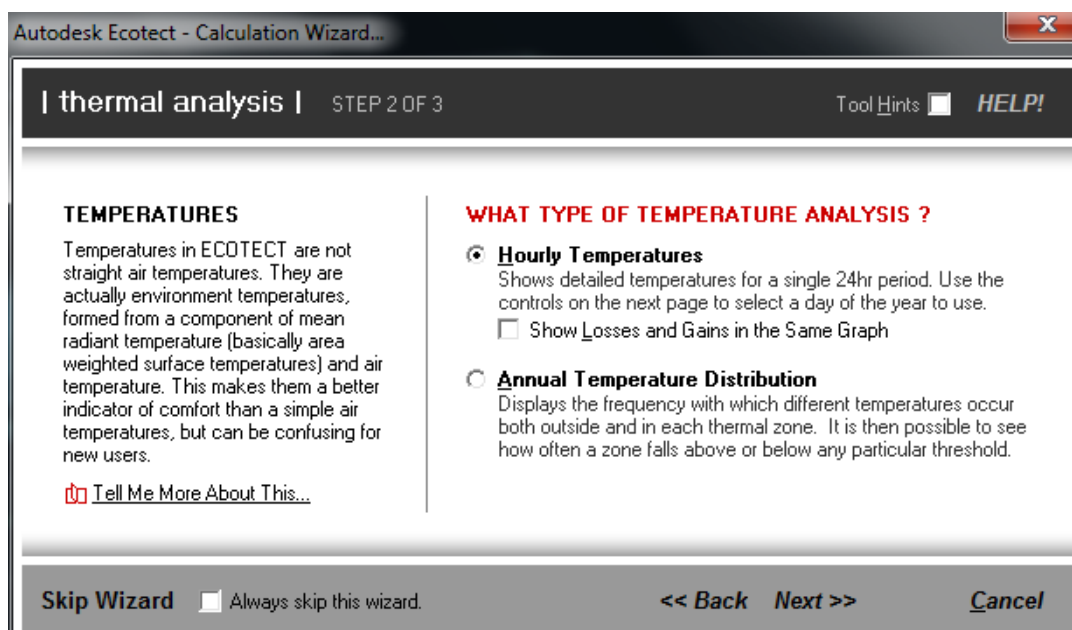 Autodesk Ecotect - Calculation Wizard...
| thermal analysis | STEP 2 OF 3
Tool Hints HELP!
TEMPERATURES
Temperatures in ECOTECT are not
straight air temperatures. They are
actually environment temperatures,
formed from a component of mean
radiant temperature (basically area
weighted surface temperatures) and air
temperature. This makes them a better
indicator of comfort than a simple air
temperatures, but can be confusing for
new users.
Tell Me More About This...
WHAT TYPE OF TEMPERATURE ANALYSIS ?
Hourly Temperatures
Shows detailed temperatures for a single 24hr period. Use the
controls on the next page to select a day of the year to use.
Show Losses and Gains in the Same Graph
Annual Temperature Distribution
Displays the frequency with which different temperatures occur
both outside and in each thermal zone. It is then possible to see
how often a zone falls above or below any particular threshold.
Skip Wizard Always skip this wizard.
<< Back Next >> Cancel